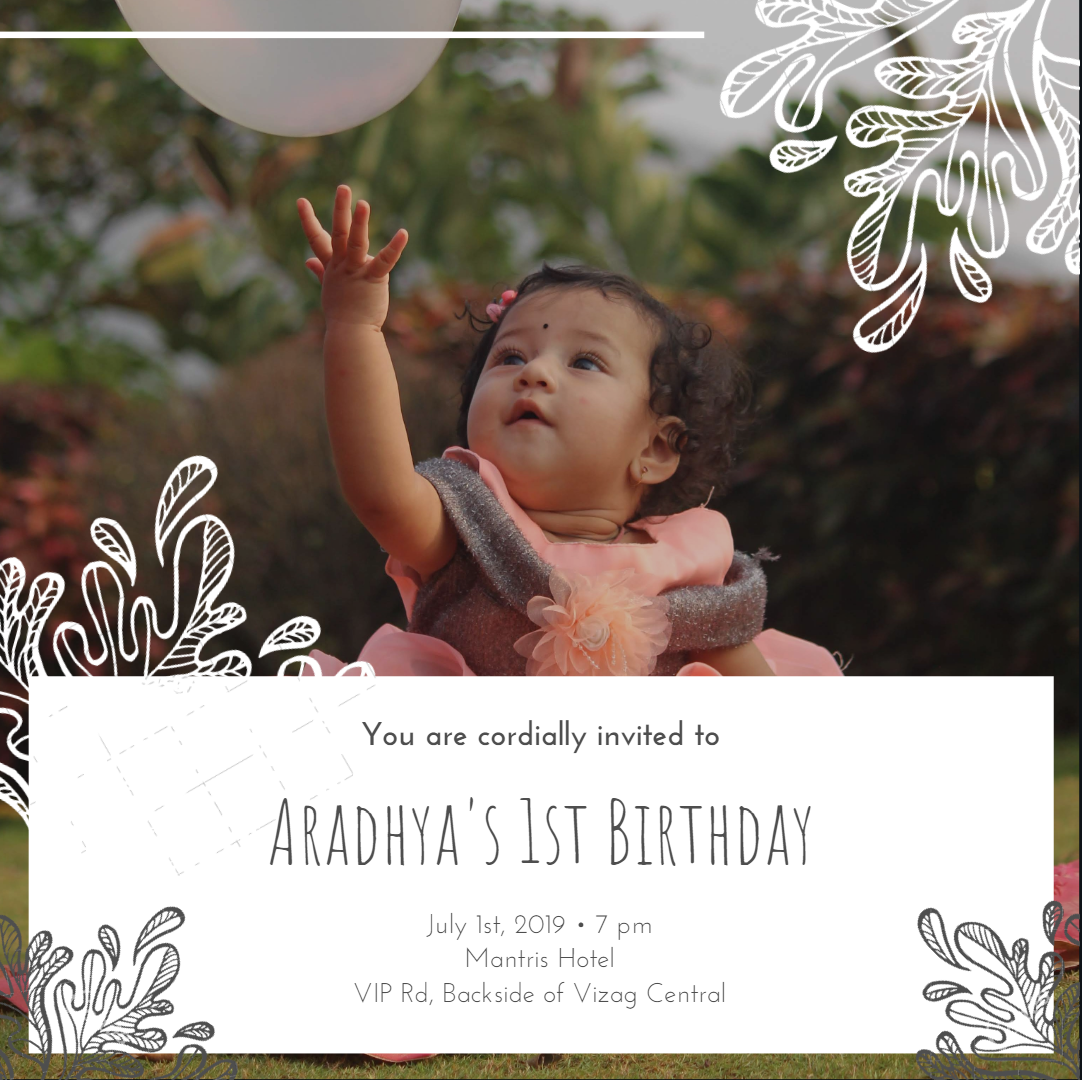 You are cordially invited to
Aradhya's 1st Birthday
July 1st, 2019 • 7 pm
Mantris Hotel
VIP Rd, Backside of Vizag Central